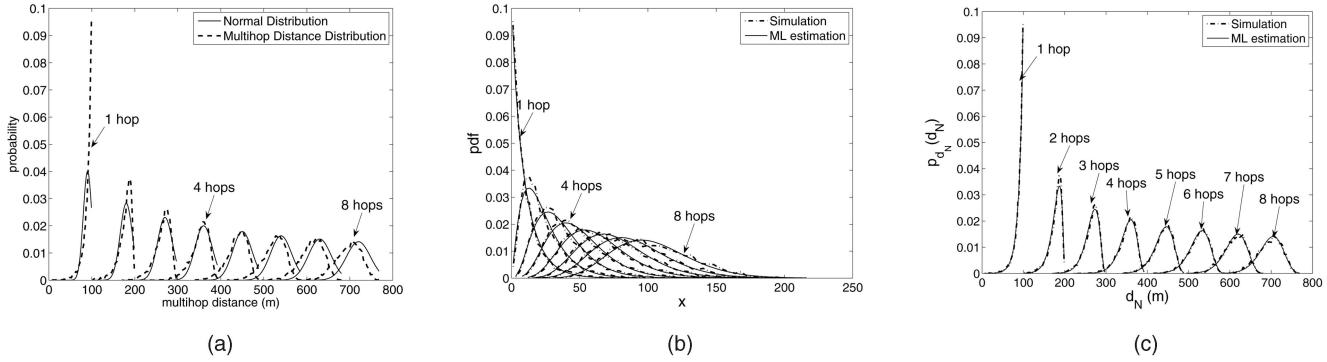 0.1
0.09
0.08
0.07
0.06
0.05
0.04
0.03
0.02
0.01
0
probability
Normal Distribution
Multihop Distance Distribution
1 hop
4 hops
8 hops
0 100 200 300 400 500 600 700 800
multihop distance (m)
(a)
0.1
0.09
0.08
0.07
0.06
0.05
0.04
0.03
0.02
0.01
0
pdf
Simulation
ML estimation
1 hop
4 hops
8 hops
0 50 100 150 200 250
x
(b)
0.1
0.09
0.08
0.07
0.06
0.05
0.04
0.03
0.02
0.01
0
p_{d_N}(d_N)
Simulation
ML estimation
1 hop
2 hops
3 hops
4 hops
5 hops
6 hops
7 hops
8 hops
0 100 200 300 400 500 600 700 800
d_N (m)
(c)